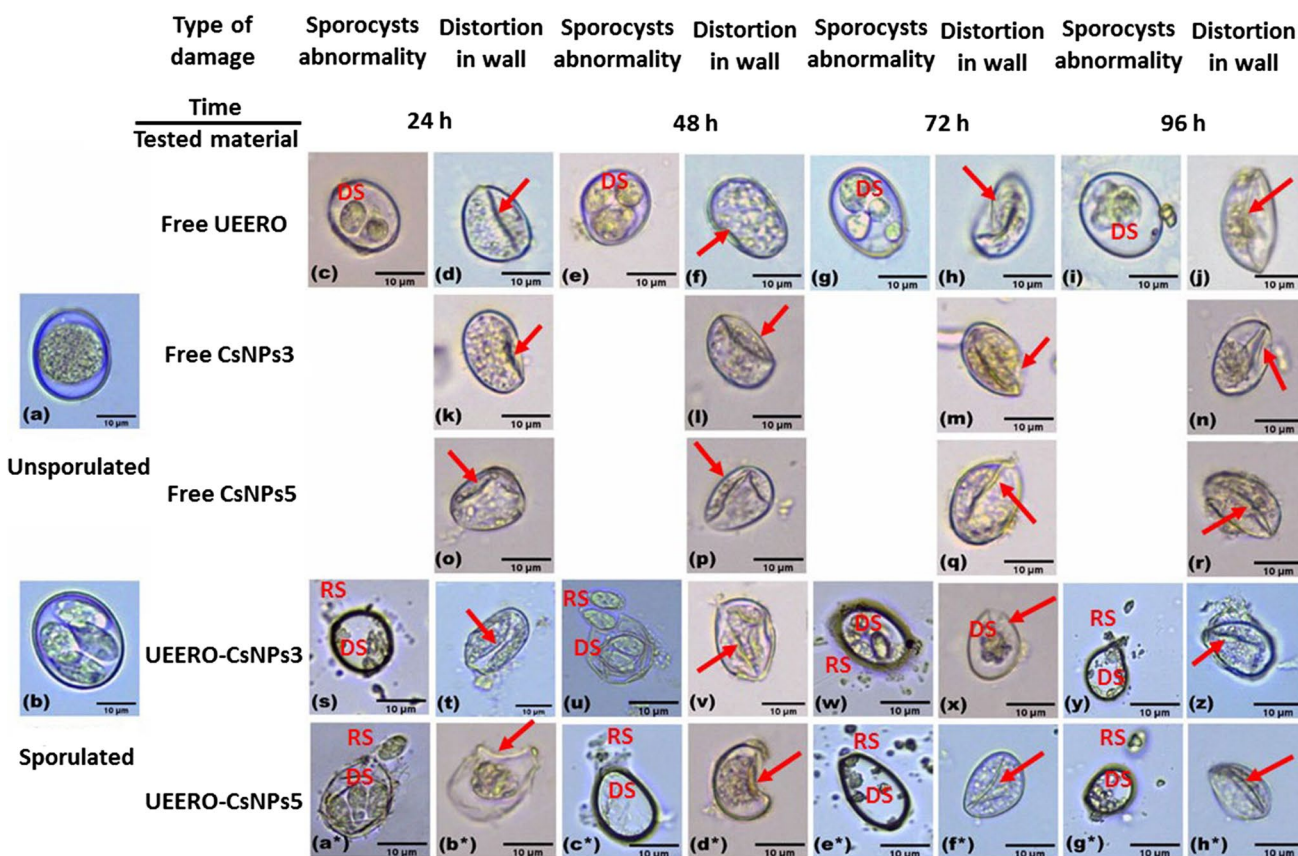 Type of damage
Sporocysts abnormality
Distortion in wall
Sporocysts abnormality
Distortion in wall
Sporocysts abnormality
Distortion in wall
Sporocysts abnormality
Distortion in wall
Time
Tested material
24 h
48 h
72 h
96 h
Free UEERO
DS
(c)
10 µm
(d)
10 µm
DS
(e)
10 µm
(f)
10 µm
DS
(g)
10 µm
(h)
10 µm
DS
(i)
10 µm
(j)
10 µm
(a)
10 µm
Unsporulated
Free CsNPs3
(k)
10 µm
(l)
10 µm
(m)
10 µm
(n)
10 µm
Free CsNPs5
(o)
10 µm
(p)
10 µm
(q)
10 µm
(r)
10 µm
(b)
10 µm
Sporulated
UEERO-CsNPs3
RS
DS
(s)
10 µm
(t)
10 µm
RS
DS
(u)
10 µm
(v)
10 µm
DS
RS
(w)
10 µm
DS
(x)
10 µm
RS
DS
(y)
10 µm
(z)
10 µm
UEERO-CsNPs5
RS
DS
(a*)
10 µm
(b*)
10 µm
RS
DS
(c*)
10 µm
(d*)
10 µm
RS
DS
(e*)
10 µm
(f*)
10 µm
RS
DS
(g*)
10 µm
(h*)
10 µm